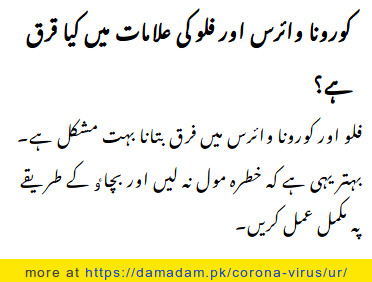 کورونا وائرس اور فلو کی علامات میں کیا قرق
ہے؟
فلو اور کورونا وائرس میں فرق بتانا بہت مشکل ہے۔
بہتر یہی ہے کہ خطرہ مول نہ لیں اور بچاؤ کے طریقے
پہ مکمل عمل کریں۔
more at https://damadam.pk/corona-virus/ur/